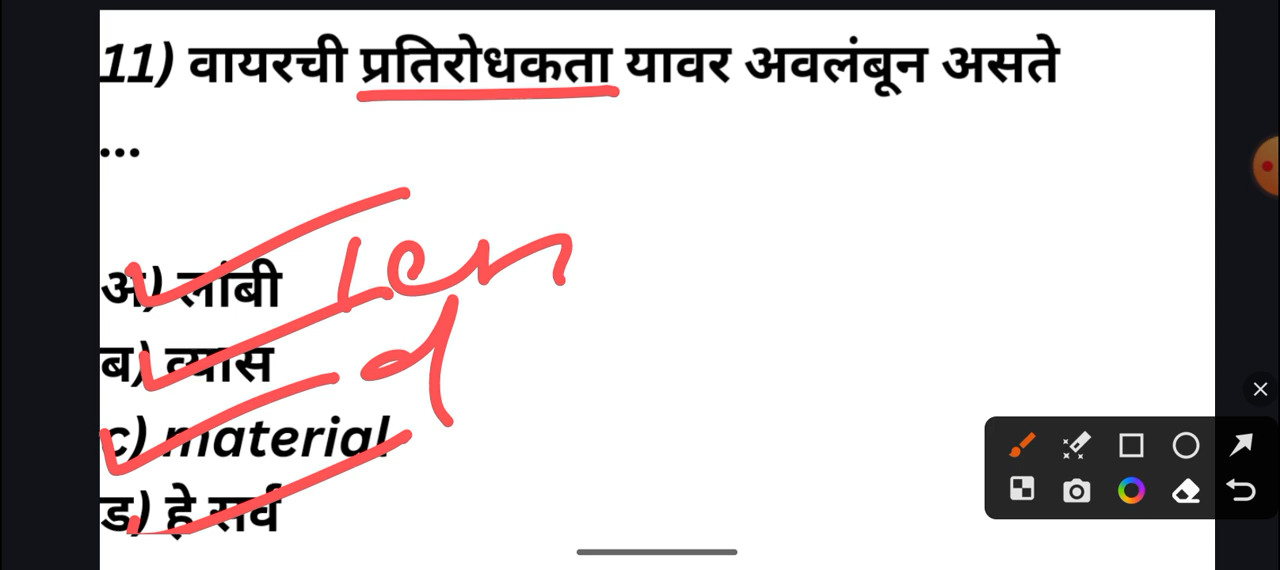 11) वायरची प्रतिरोधकता यावर अवलंबून असते
...
अ) लांबी len
ब) व्यास d
c) material
ड) हे सर्व